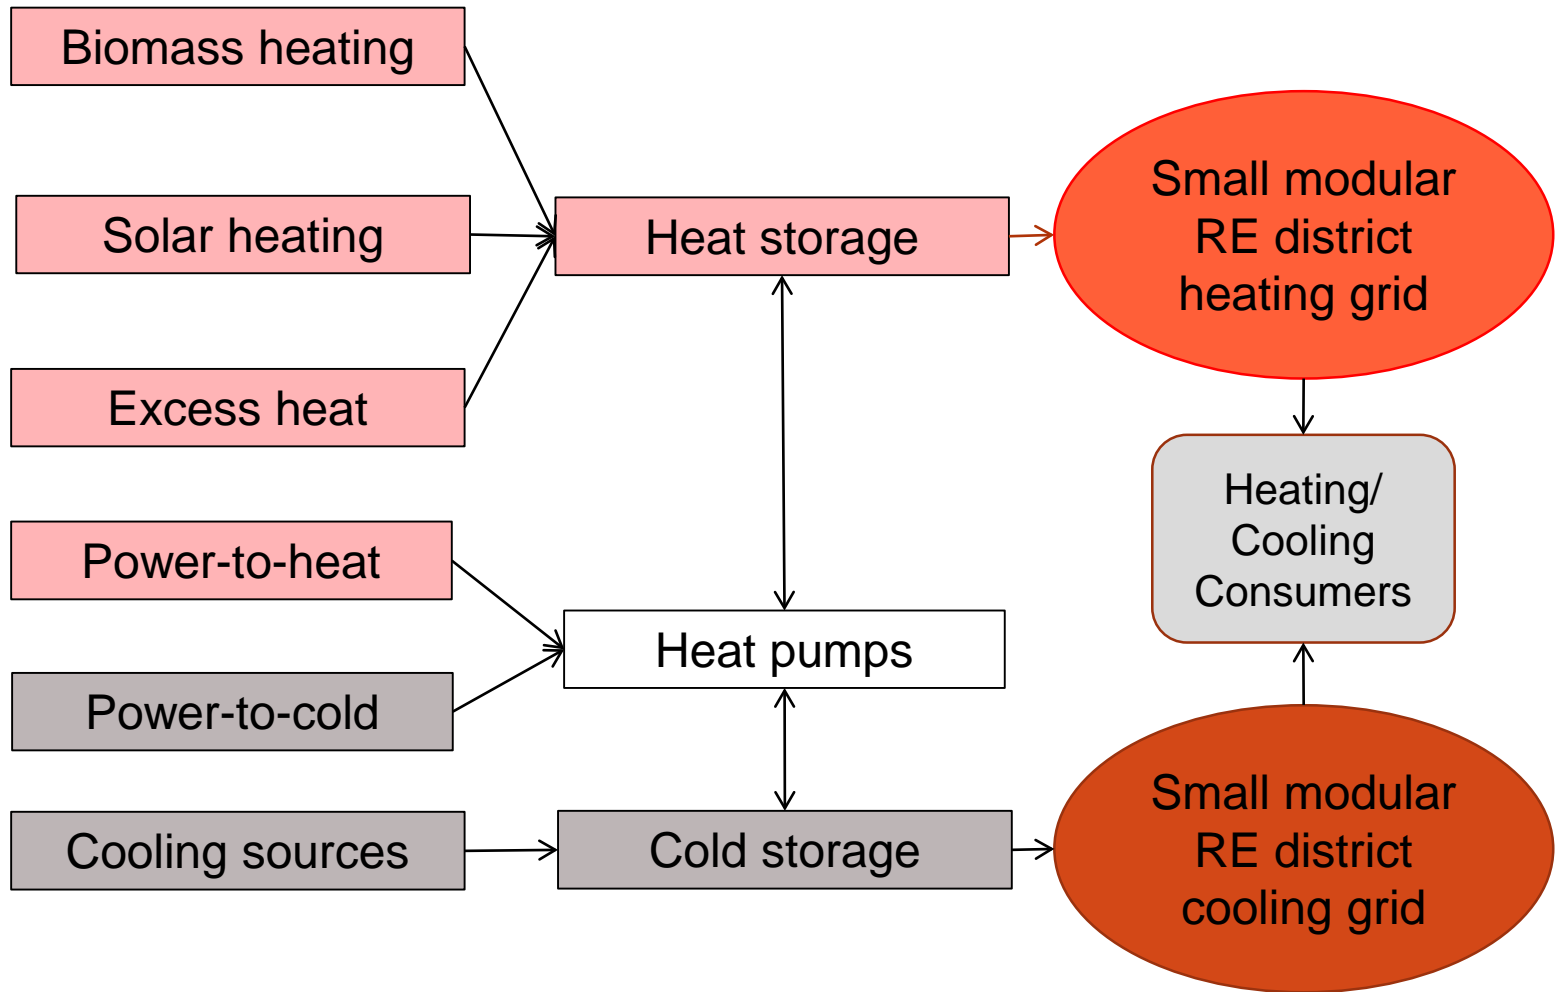 Biomass heating
Solar heating
Excess heat
Power-to-heat
Power-to-cold
Cooling sources
Heat storage
Heat pumps
Cold storage
Small modular
RE district
heating grid
Heating/
Cooling
Consumers
Small modular
RE district
cooling grid